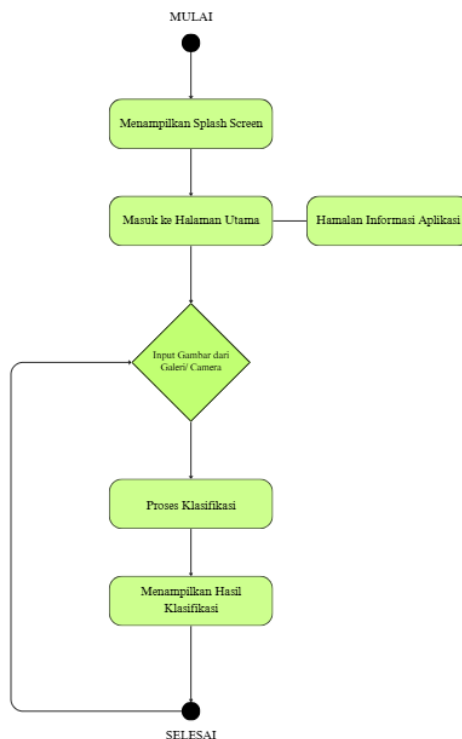 MULAI
Menampilkan Splash Screen
Masuk ke Halaman Utama
Hamalan Informasi Aplikasi
Input Gambar dari
Galeri/ Camera
Proses Klasifikasi
Menampilkan Hasil
Klasifikasi
SELESAI